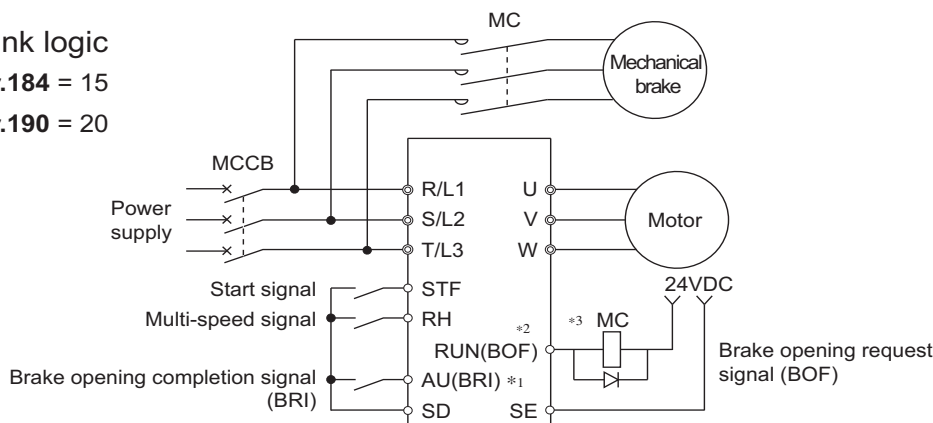 nk logic
.184 = 15
.190 = 20
MC
Mechanical
brake
MCCB
Power
supply
R/L1
S/L2
T/L3
U
V
W
Motor
24VDC
Start signal
STF
Multi-speed signal
RH
*2
*3
MC
RUN(BOF)
Brake opening request
signal (BOF)
Brake opening completion signal
(BRI)
AU(BRI) *1
SD
SE